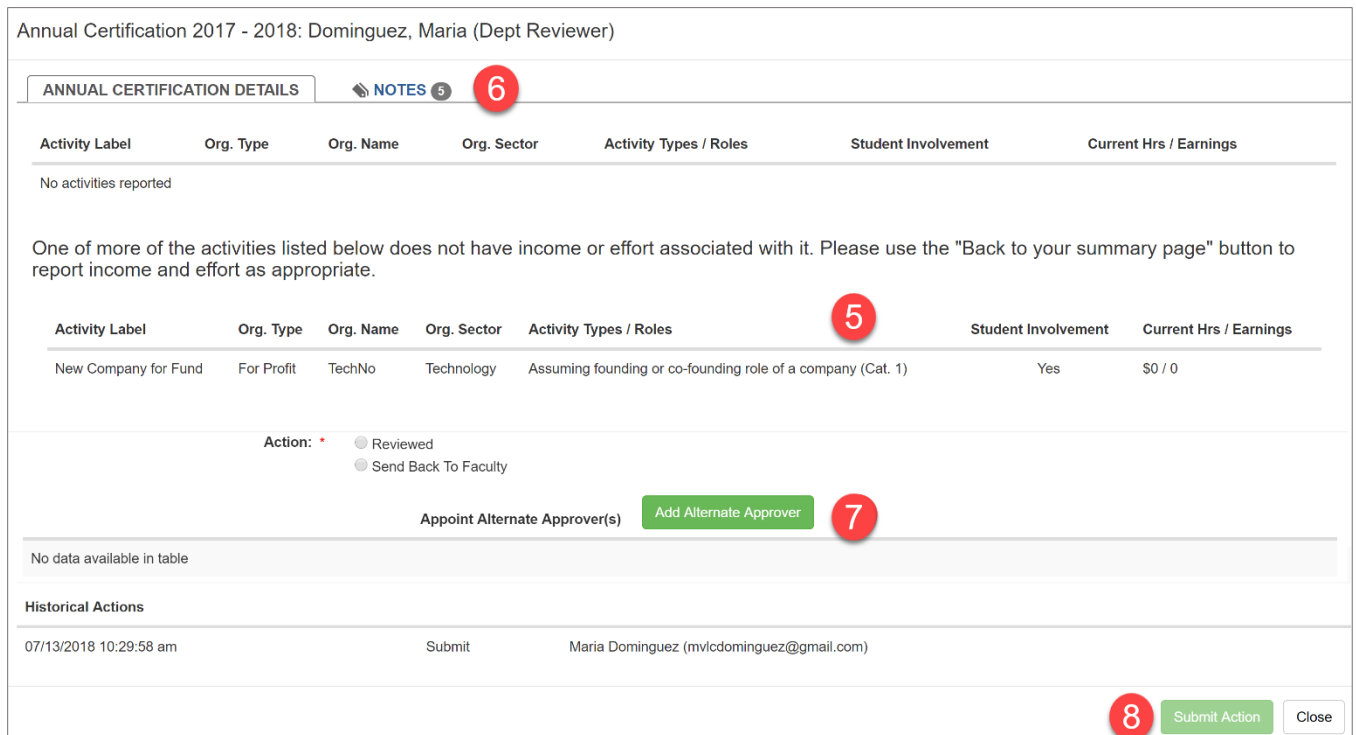 Annual Certification 2017 - 2018: Dominguez, Maria (Dept Reviewer)
ANNUAL CERTIFICATION DETAILS NOTES 5 6
Activity Label Org. Type Org. Name Org. Sector Activity Types / Roles Student Involvement Current Hrs / Earnings
No activities reported
One of more of the activities listed below does not have income or effort associated with it. Please use the "Back to your summary page" button to
report income and effort as appropriate.
5
Activity Label Org. Type Org. Name Org. Sector Activity Types / Roles Student Involvement Current Hrs / Earnings
New Company for Fund For Profit TechNo Technology Assuming founding or co-founding role of a company (Cat. 1) Yes $0 / 0
Action: * Reviewed
Send Back To Faculty
Appoint Alternate Approver(s) Add Alternate Approver 7
No data available in table
Historical Actions
07/13/2018 10:29:58 am Submit Maria Dominguez (mvlcdominguez@gmail.com)
8 Submit Action Close